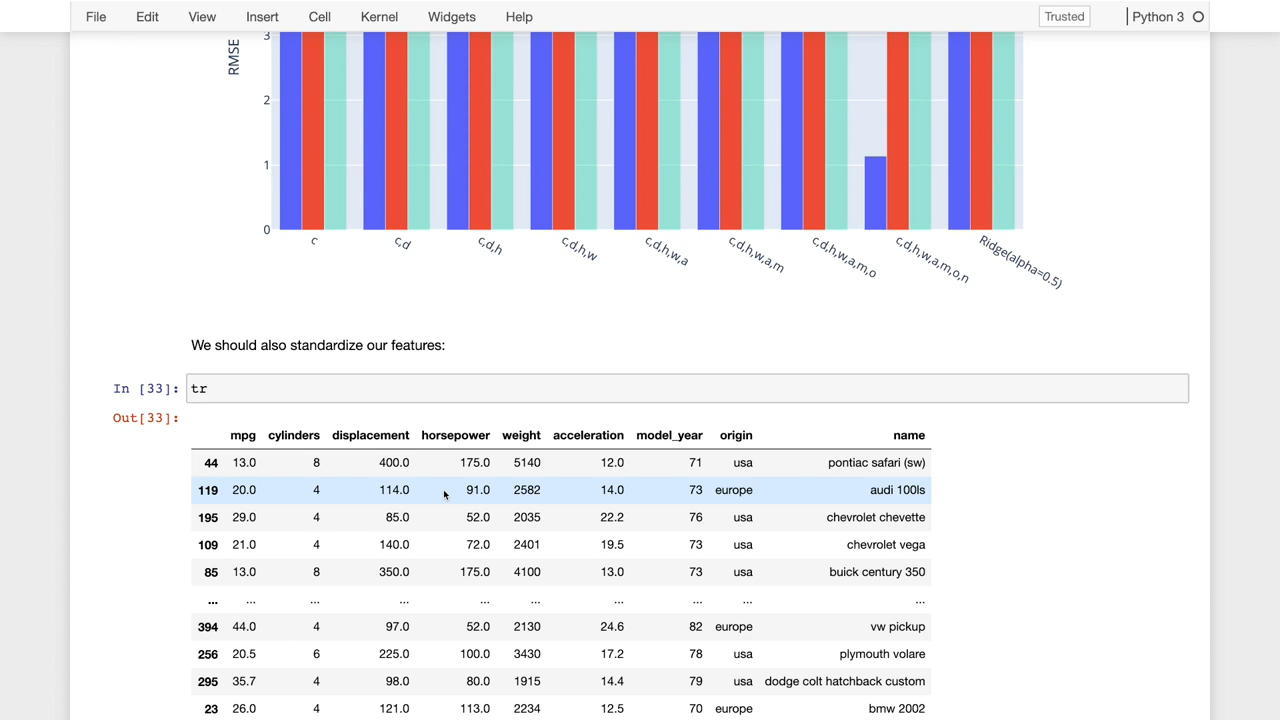 File Edit View Insert Cell Kernel Widgets Help Trusted Python 3
3
RMSE
2
1
0
c c,d c,d,h c,d,h,w c,d,h,w,a c,d,h,w,a,m c,d,h,w,a,m,o c,d,h,w,a,m,o,n Ridge(alpha=0.5)
We should also standardize our features:
In [33]: tr
Out[33]:
mpg cylinders displacement horsepower weight acceleration model_year origin name
44 13.0 8 400.0 175.0 5140 12.0 71 usa pontiac safari (sw)
119 20.0 4 114.0 91.0 2582 14.0 73 europe audi 100ls
195 29.0 4 85.0 52.0 2035 22.2 76 usa chevrolet chevette
109 21.0 4 140.0 72.0 2401 19.5 73 usa chevrolet vega
85 13.0 8 350.0 175.0 4100 13.0 73 usa buick century 350
... ... ... ... ... ... ... ... ... ...
394 44.0 4 97.0 52.0 2130 24.6 82 europe vw pickup
256 20.5 6 225.0 100.0 3430 17.2 78 usa plymouth volare
295 35.7 4 98.0 80.0 1915 14.4 79 usa dodge colt hatchback custom
23 26.0 4 121.0 113.0 2234 12.5 70 europe bmw 2002